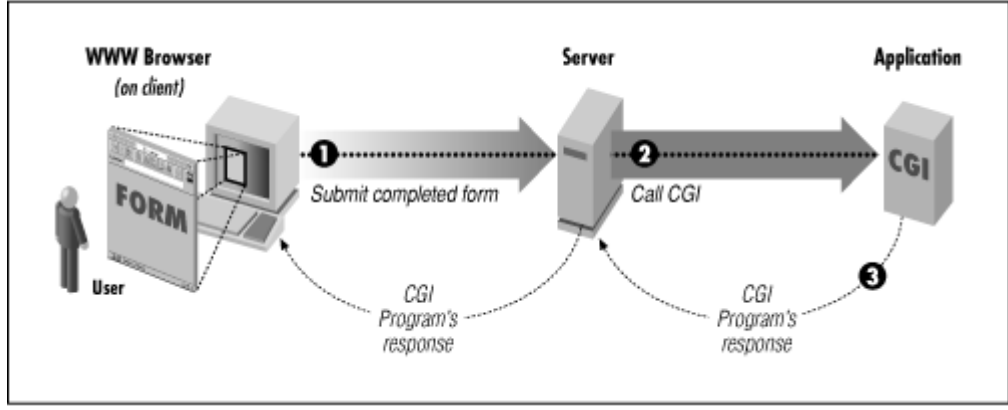 WWW Browser
(on client)
Server
Application
FORM
User
1
Submit completed form
2
Call CGI
CGI
3
CGI
Program's
response
CGI
Program's
response